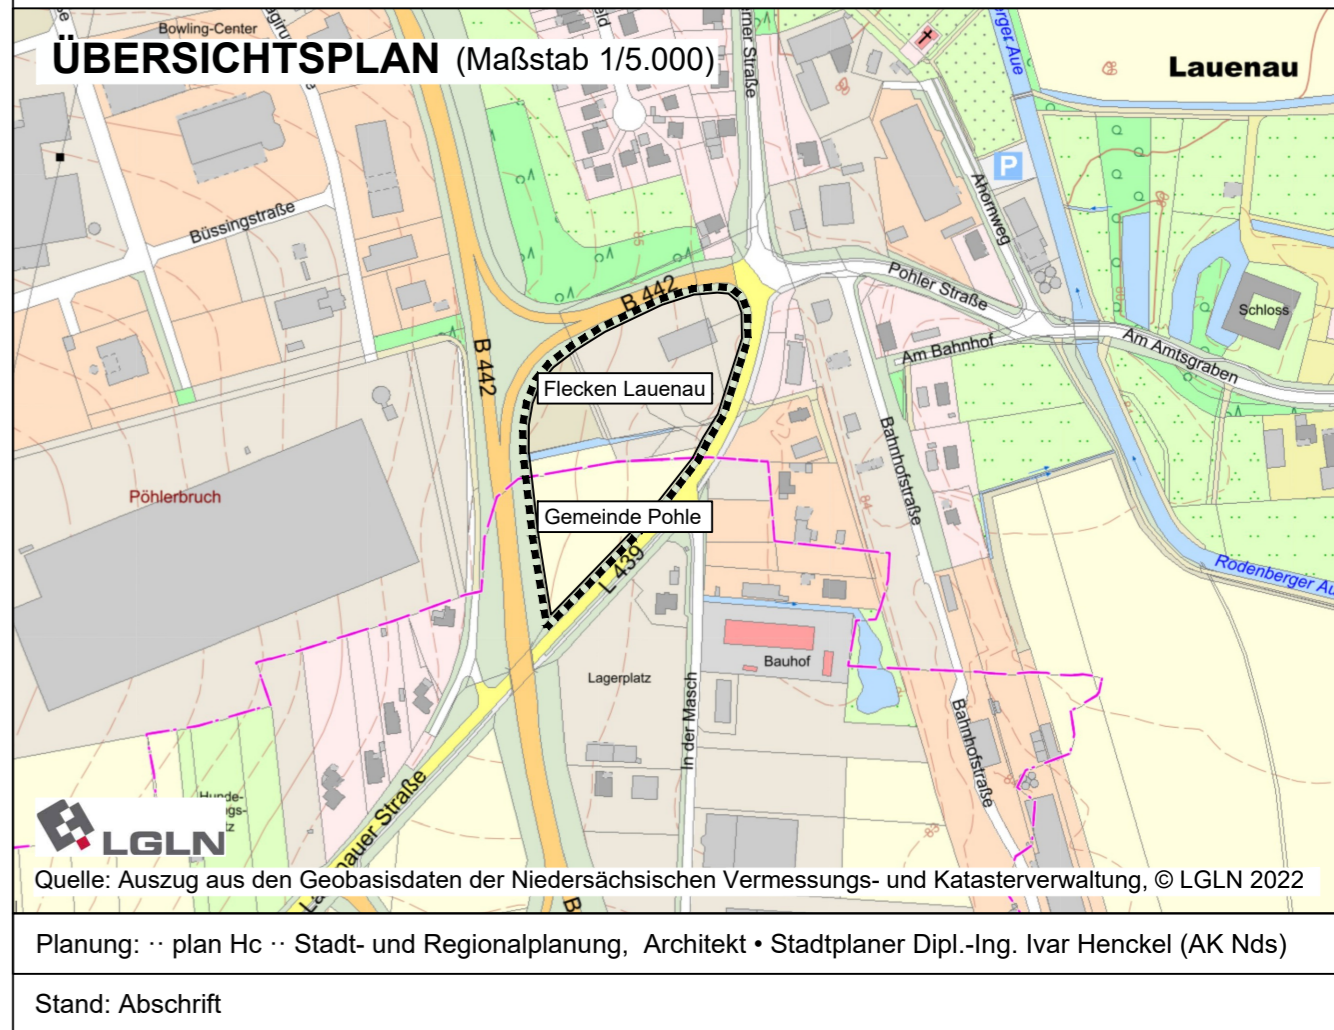 Bowling-Center
ÜBERSICHTSPLAN (Maßstab 1/5.000)
Lauenau
P
Büssingstraße
Ahornweg
Pohler Straße
B 442
Schloss
Am Bahnhof
Am Amtsgraben
B 442
Flecken Lauenau
Bahnhofstraße
Pöhlerbruch
Gemeinde Pohle
L 439
Rodenberger Au
Bauhof
Lagerplatz
In der Masch
Bahnhofstraße
LGLN
Quelle: Auszug aus den Geobasisdaten der Niedersächsischen Vermessungs- und Katasterverwaltung, © LGLN 2022
Planung: ·· plan Hc ·· Stadt- und Regionalplanung, Architekt • Stadtplaner Dipl.-Ing. Ivar Henckel (AK Nds)
Stand: Abschrift